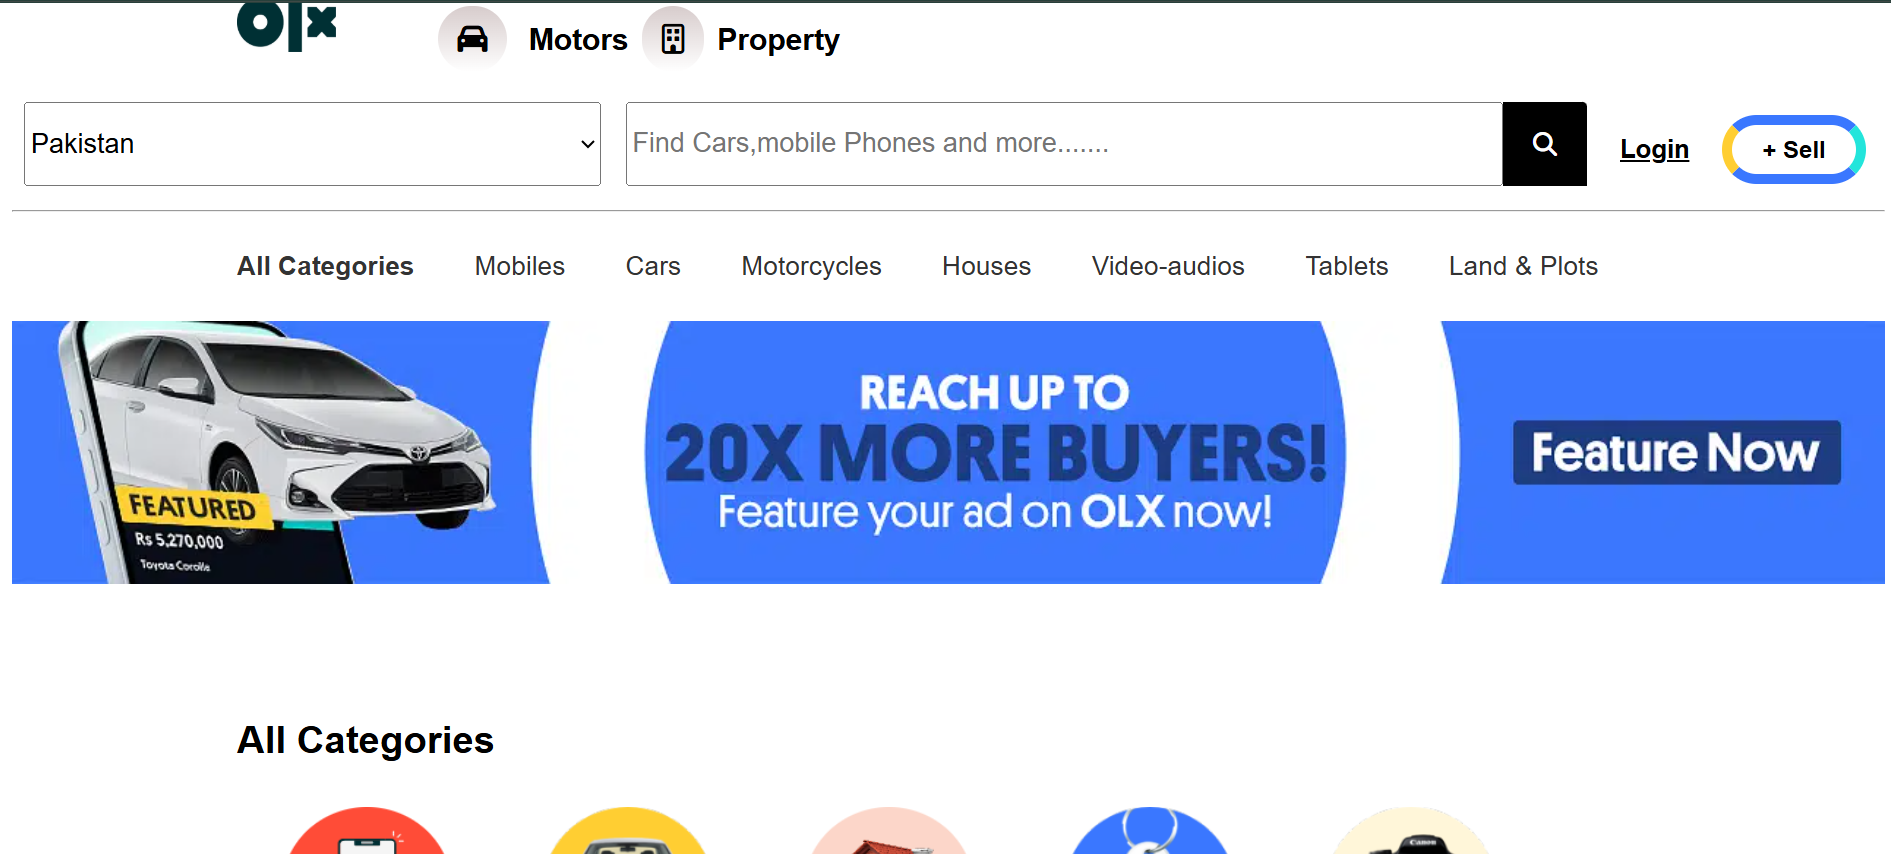 olx
Motors
Property
Pakistan
Find Cars,mobile Phones and more.......
Login
+ Sell
All Categories
Mobiles
Cars
Motorcycles
Houses
Video-audios
Tablets
Land & Plots
FEATURED
Rs 5,270,000
Toyota Corolla
REACH UP TO
20X MORE BUYERS!
Feature your ad on OLX now!
Feature Now
All Categories
Canon